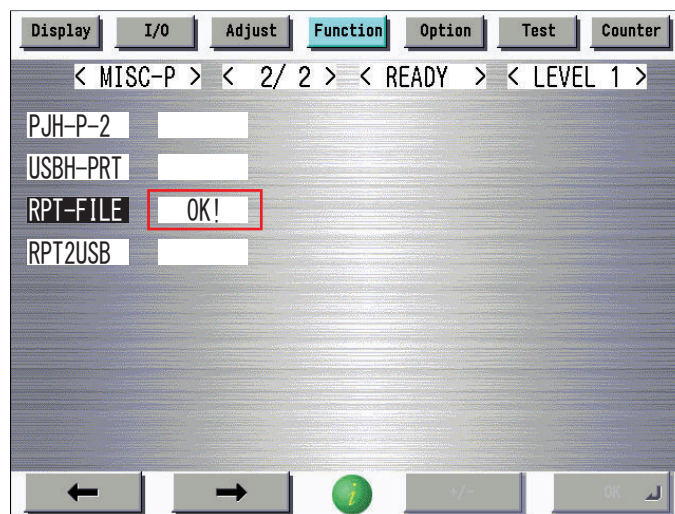 Display I/O Adjust Function Option Test Counter
< MISC-P > < 2/ 2 > < READY > < LEVEL 1 >
PJH-P-2
USBH-PRT
RPT-FILE OK!
RPT2USB
i +/- OK